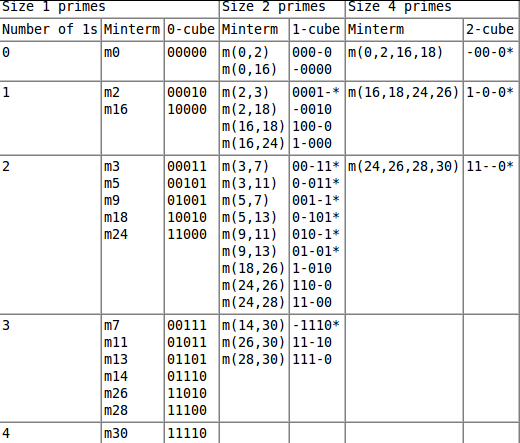 Size 1 primes Size 2 primes Size 4 primes
Number of 1s Minterm 0-cube Minterm 1-cube Minterm 2-cube
0 m0 00000 m(0,2) 000-0 m(0,2,16,18) -00-0*
m(0,16) -0000
1 m2 00010 m(2,3) 0001-* m(16,18,24,26) 1-0-0*
m16 10000 m(2,18) -0010
m(16,18) 100-0
m(16,24) 1-000
2 m3 00011 m(3,7) 00-11* m(24,26,28,30) 11--0*
m5 00101 m(3,11) 0-011*
m9 01001 m(5,7) 001-1*
m18 10010 m(5,13) 0-101*
m24 11000 m(9,11) 010-1*
m(9,13) 01-01*
m(18,26) 1-010
m(24,26) 110-0
m(24,28) 11-00
3 m7 00111 m(14,30) -1110*
m11 01011 m(26,30) 11-10
m13 01101 m(28,30) 111-0
m14 01110
m26 11010
m28 11100
4 m30 11110